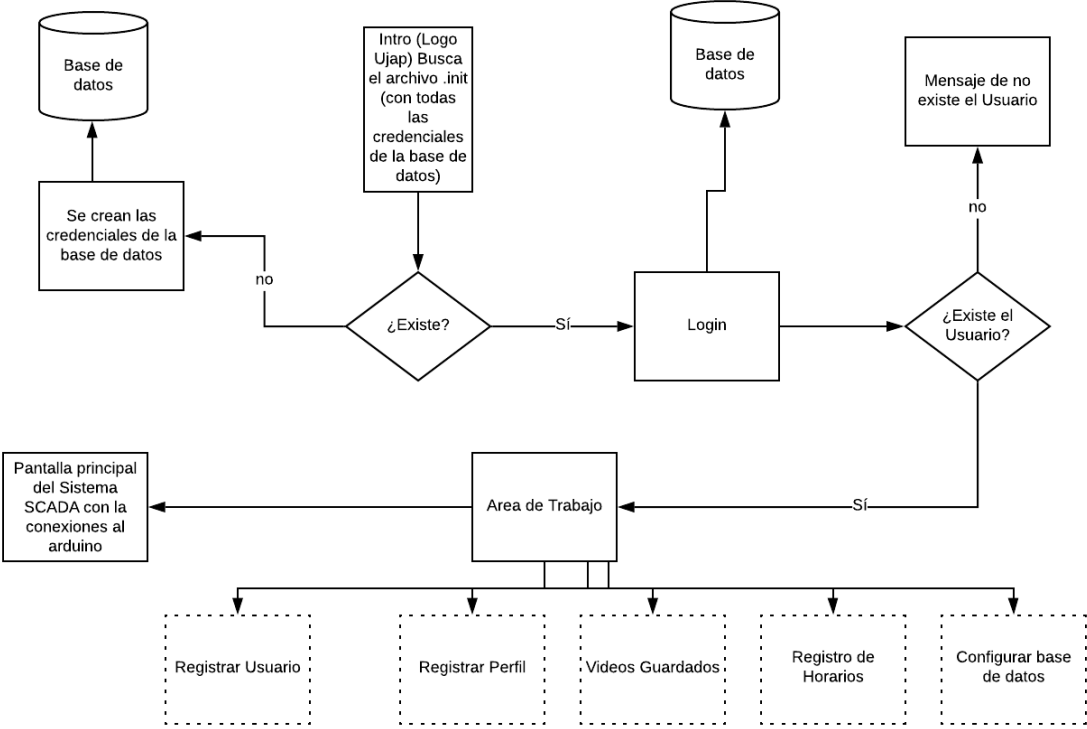 Base de
datos
Intro (Logo
Ujap) Busca
el archivo .init
(con todas
las
credenciales
de la base de
datos)
Base de
datos
Mensaje de no
existe el Usuario
Se crean las
credenciales de la
base de datos
no
no
¿Existe?
Sí
Login
¿Existe el
Usuario?
Pantalla principal
del Sistema
SCADA con la
conexiones al
arduino
Area de Trabajo
Sí
Registrar Usuario
Registrar Perfil
Videos Guardados
Registro de
Horarios
Configurar base
de datos